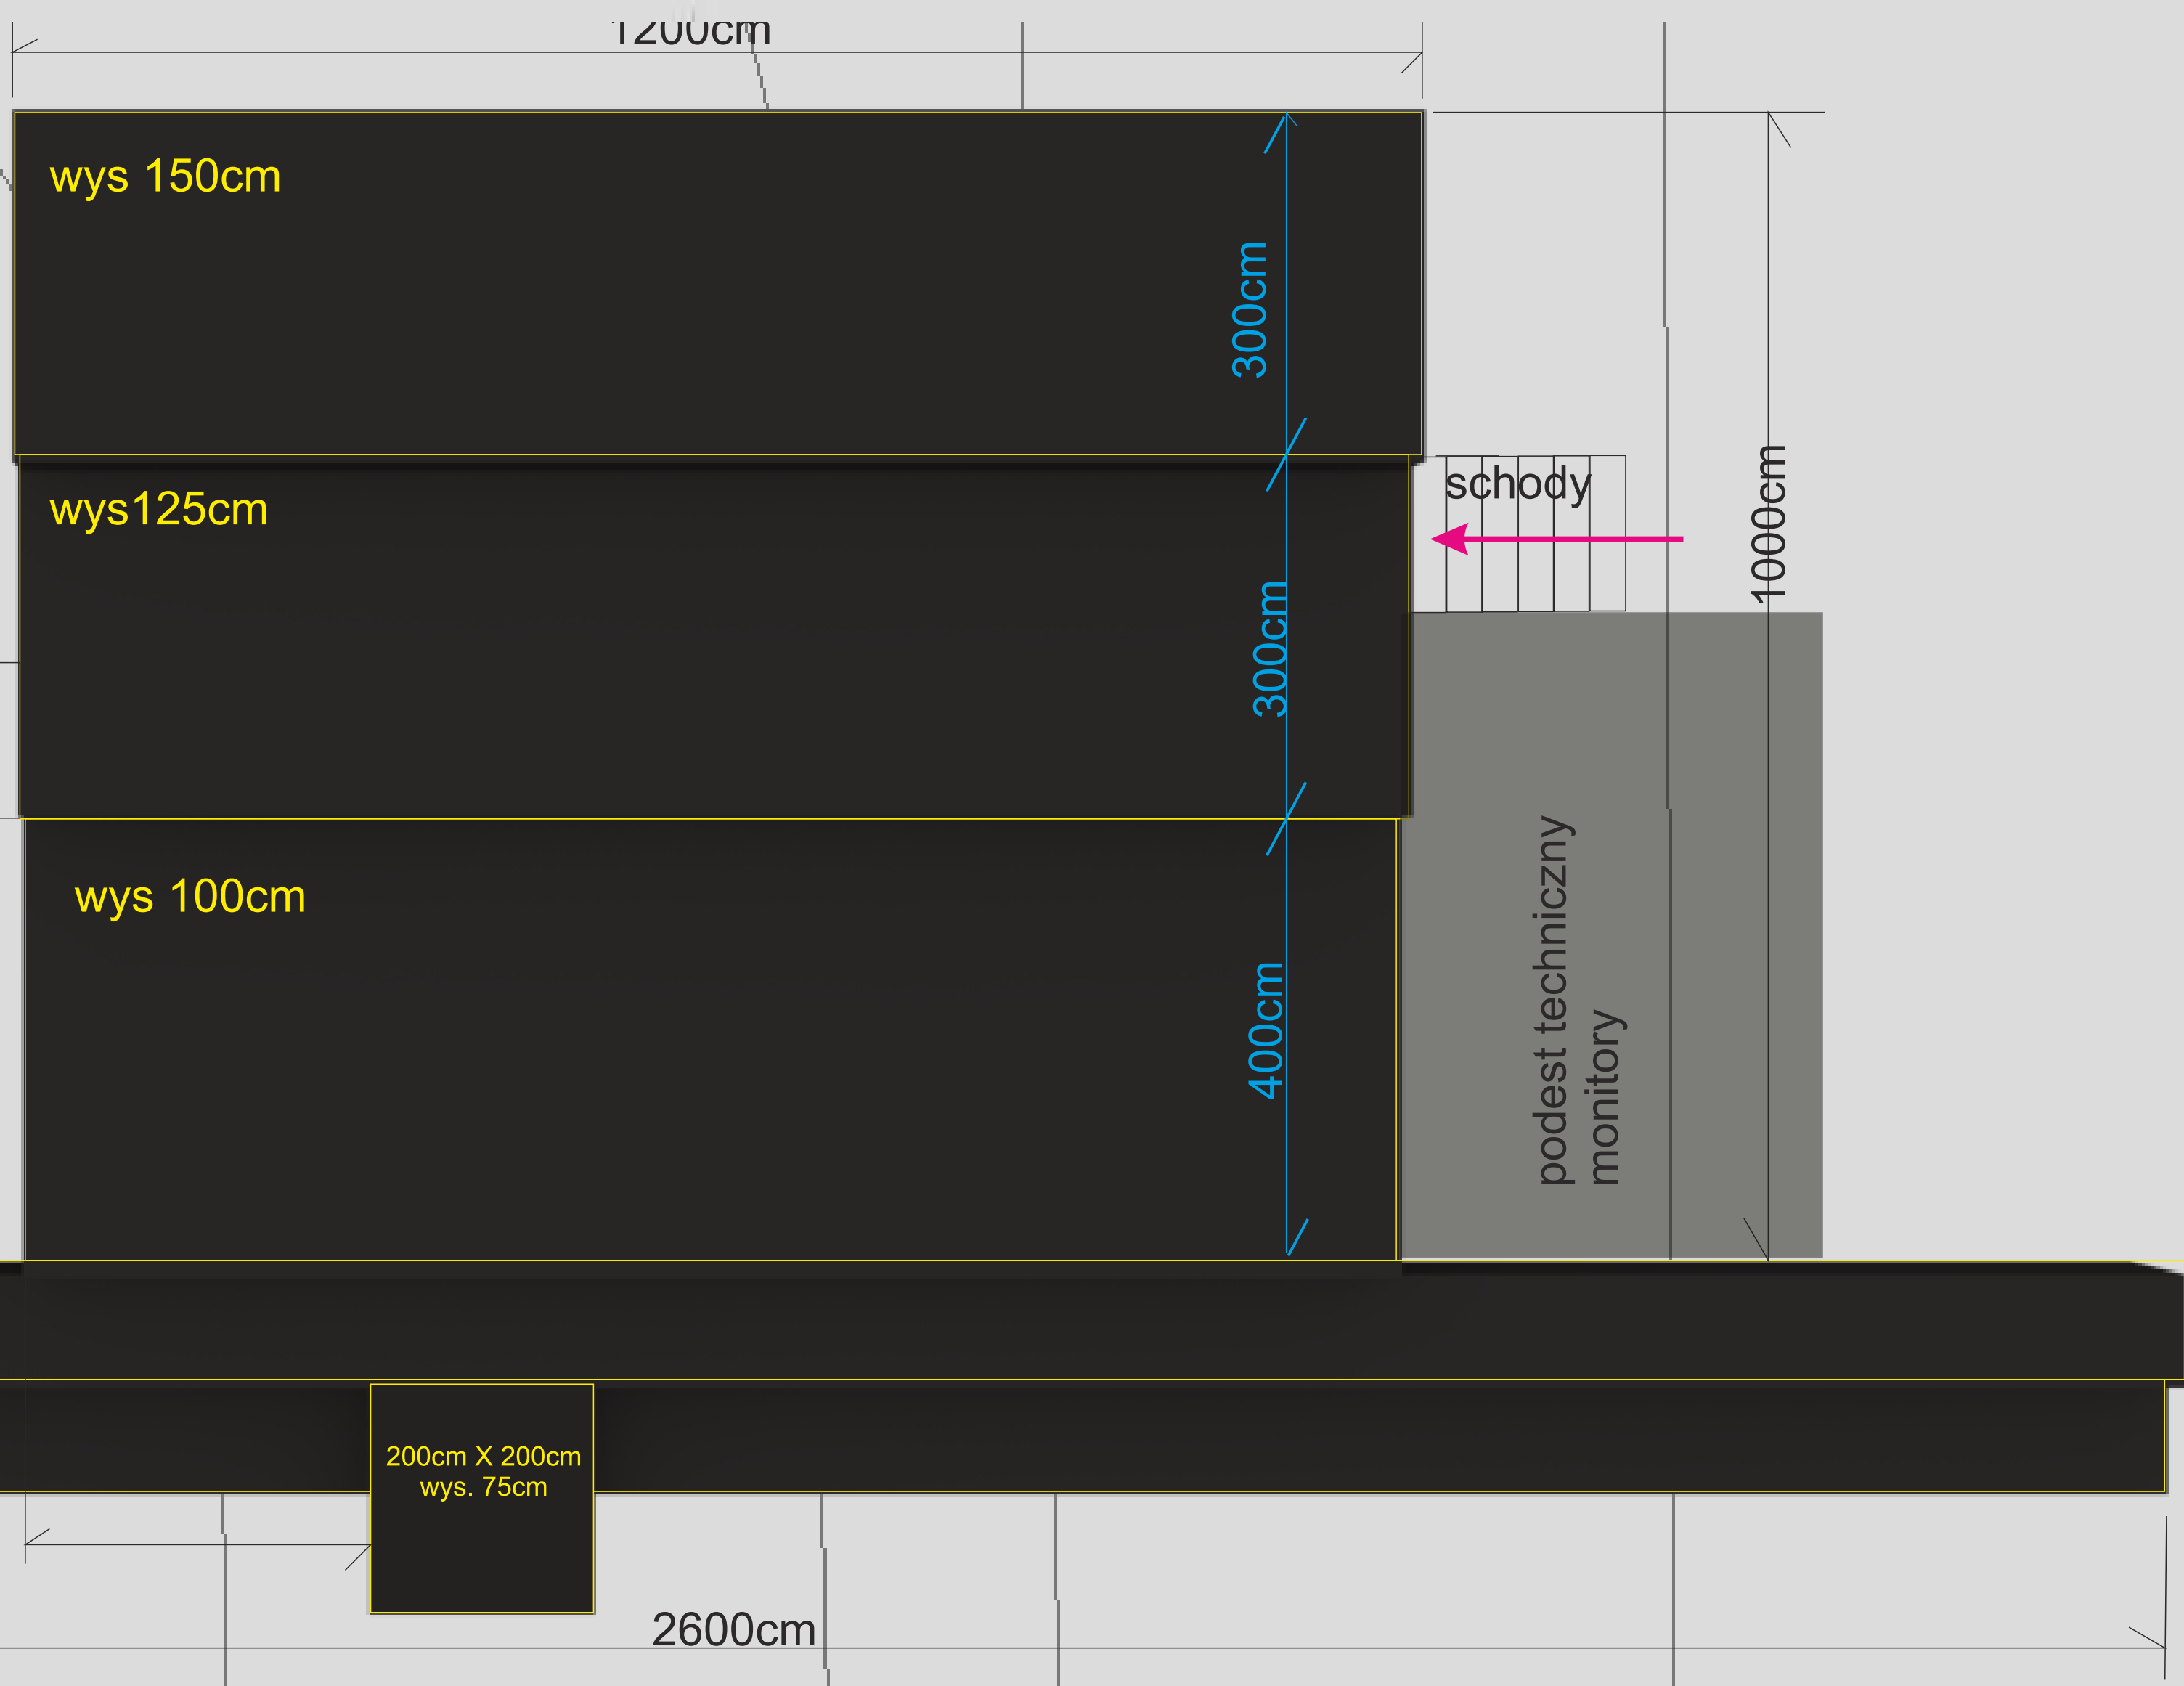 1200cm
wys 150cm
300cm
wys125cm
schody
1000cm
300cm
wys 100cm
400cm
podest techniczny
monitory
200cm X 200cm
wys. 75cm
2600cm